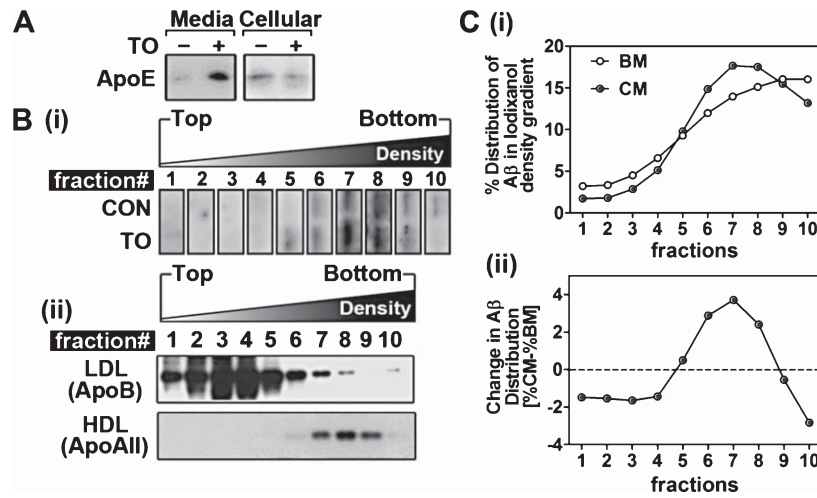 A
Media Cellular
TO − + − +
ApoE
B (i)
Top Bottom
Density
fraction# 1 2 3 4 5 6 7 8 9 10
CON
TO
(ii)
Top Bottom
Density
fraction# 1 2 3 4 5 6 7 8 9 10
LDL
(ApoB)
HDL
(ApoAII)
C (i)
% Distribution of
Aβ in Iodixanol
density gradient
20
15
10
5
0
BM
CM
1 2 3 4 5 6 7 8 9 10
fractions
(ii)
Change in Aβ
Distribution
[%CM-%BM]
4
2
0
-2
-4
1 2 3 4 5 6 7 8 9 10
fractions